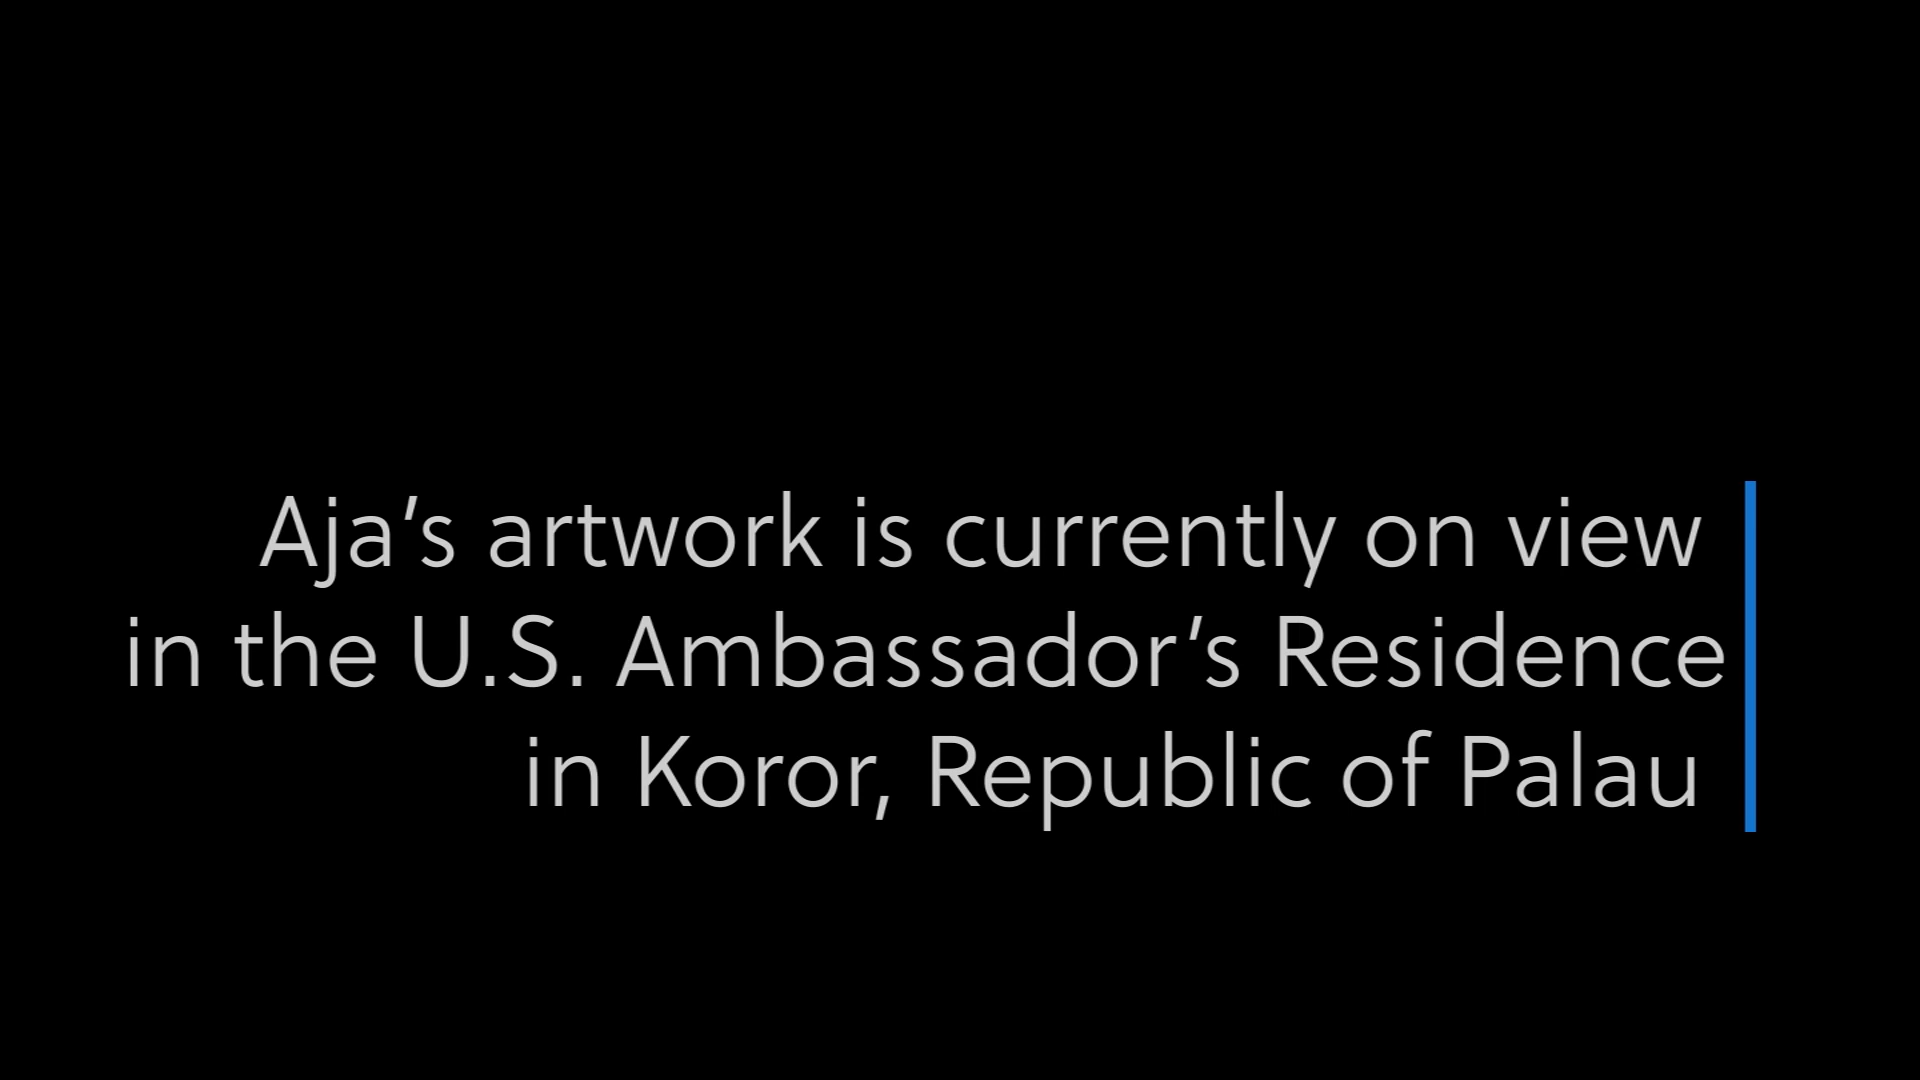 Aja’s artwork is currently on view
in the U.S. Ambassador’s Residence
in Koror, Republic of Palau